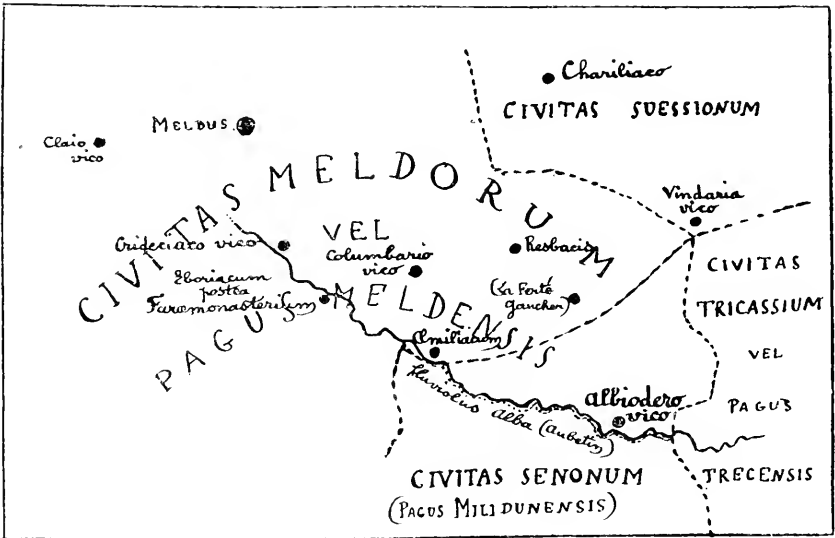 Chariliaco
CIVITAS SUESSIONUM
MELDUS
Claio
vico
CIVITAS MELDORUM
VEL
PAGUS MELDENSIS
Vindaria
vico
Crideciaco vico
Columbario
vico
Resbacis
CIVITAS
TRICASSIUM
VEL
PAGUS
TRECENSIS
Eboriacum
postea
Faremonasterium
(La Ferté
gaucher)
Amiliacum
fluviolus alba (aubetin)
Albiodero
vico
CIVITAS SENONUM
(PAGUS MILIDUNENSIS)